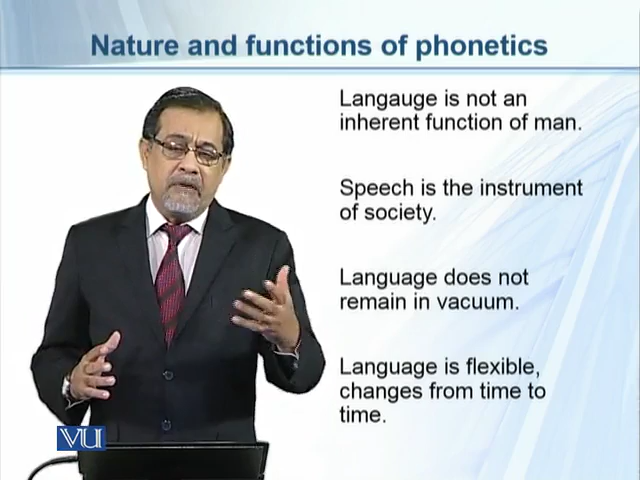 Nature and functions of phonetics
Langauge is not an
inherent function of man.
Speech is the instrument
of society.
Language does not
remain in vacuum.
Language is flexible,
changes from time to
time.
VU